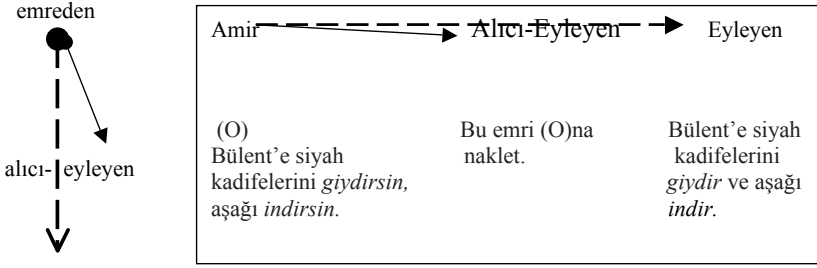 emreden
alıcı- eyleyen
Amir Alıcı-Eyleyen Eyleyen
(O) Bu emri (O)na Bülent’e siyah
Bülent’e siyah naklet. kadifelerini
kadifelerini giydirsin, giydir ve aşağı
aşağı indirsin. indir.